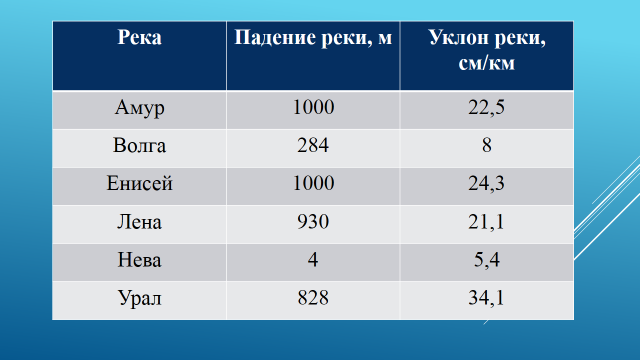 Река Падение реки, м Уклон реки, см/км
Амур 1000 22,5
Волга 284 8
Енисей 1000 24,3
Лена 930 21,1
Нева 4 5,4
Урал 828 34,1